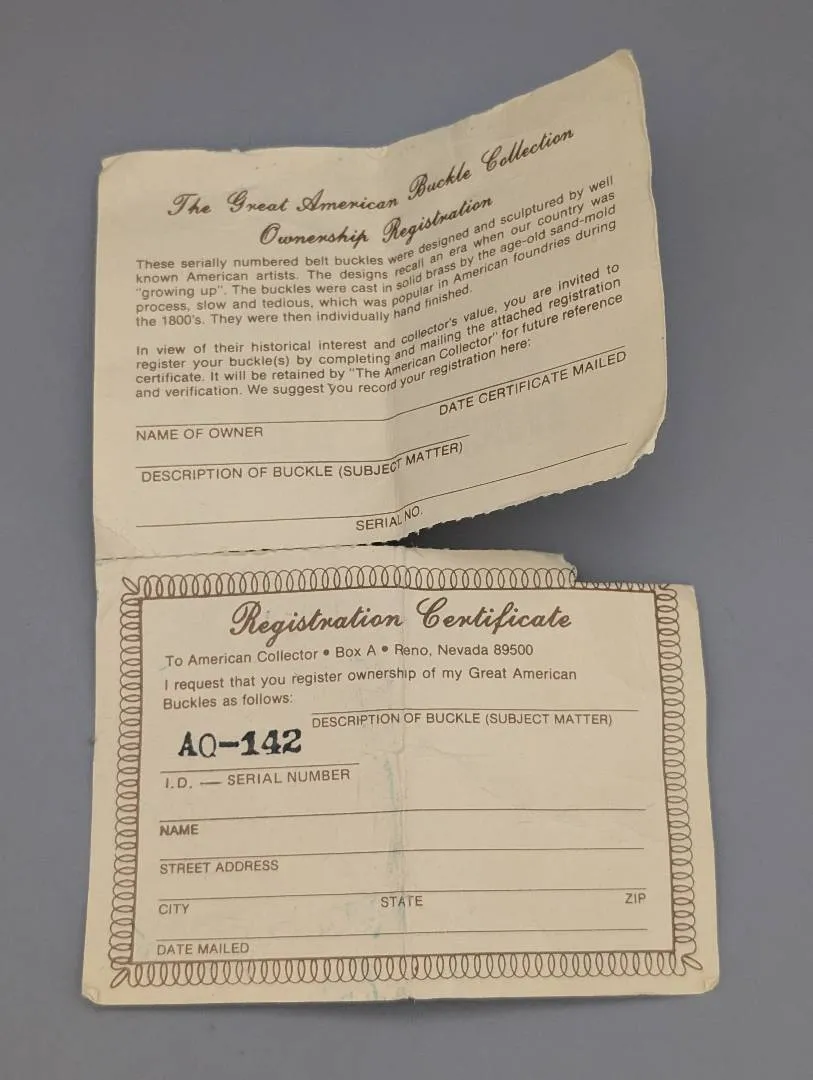 The Great American Buckle Collection
Ownership Registration
These serially numbered belt buckles were designed and sculptured by well
known American artists. The designs recall an era when our country was
"growing up". The buckles were cast in solid brass by the age-old sand-mold
process, slow and tedious, which was popular in American foundries during
the 1800's. They were then individually hand finished.
In view of their historical interest and collector's value, you are invited to
register your buckle(s) by completing and mailing the attached registration
certificate. It will be retained by "The American Collector" for future reference
and verification. We suggest you record your registration here:
DATE CERTIFICATE MAILED
NAME OF OWNER
DESCRIPTION OF BUCKLE (SUBJECT MATTER)
SERIAL NO.
Registration Certificate
To American Collector • Box A • Reno, Nevada 89500
I request that you register ownership of my Great American
Buckles as follows:
DESCRIPTION OF BUCKLE (SUBJECT MATTER)
AO-142
I.D. — SERIAL NUMBER
NAME
STREET ADDRESS
CITY STATE ZIP
DATE MAILED